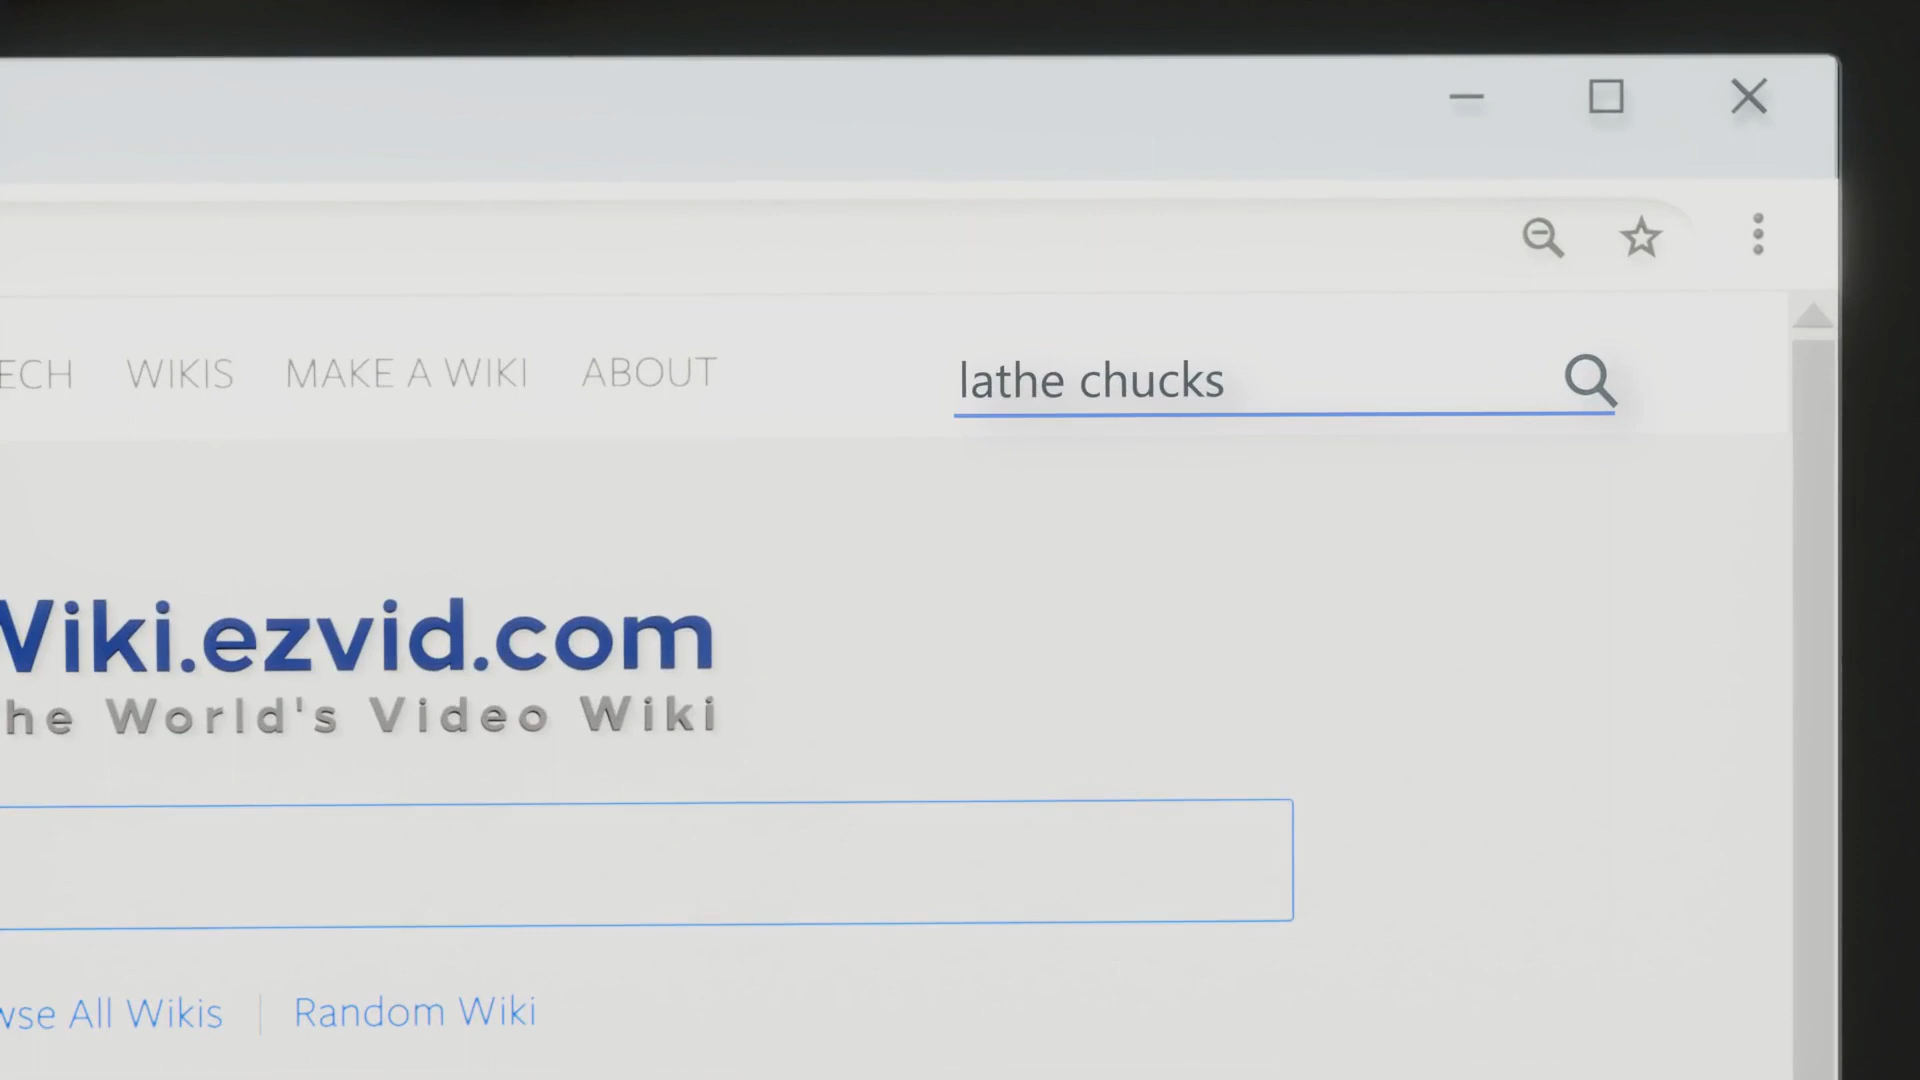 ECH WIKIS MAKE A WIKI ABOUT
lathe chucks
Wiki.ezvid.com
he World's Video Wiki
wse All Wikis | Random Wiki